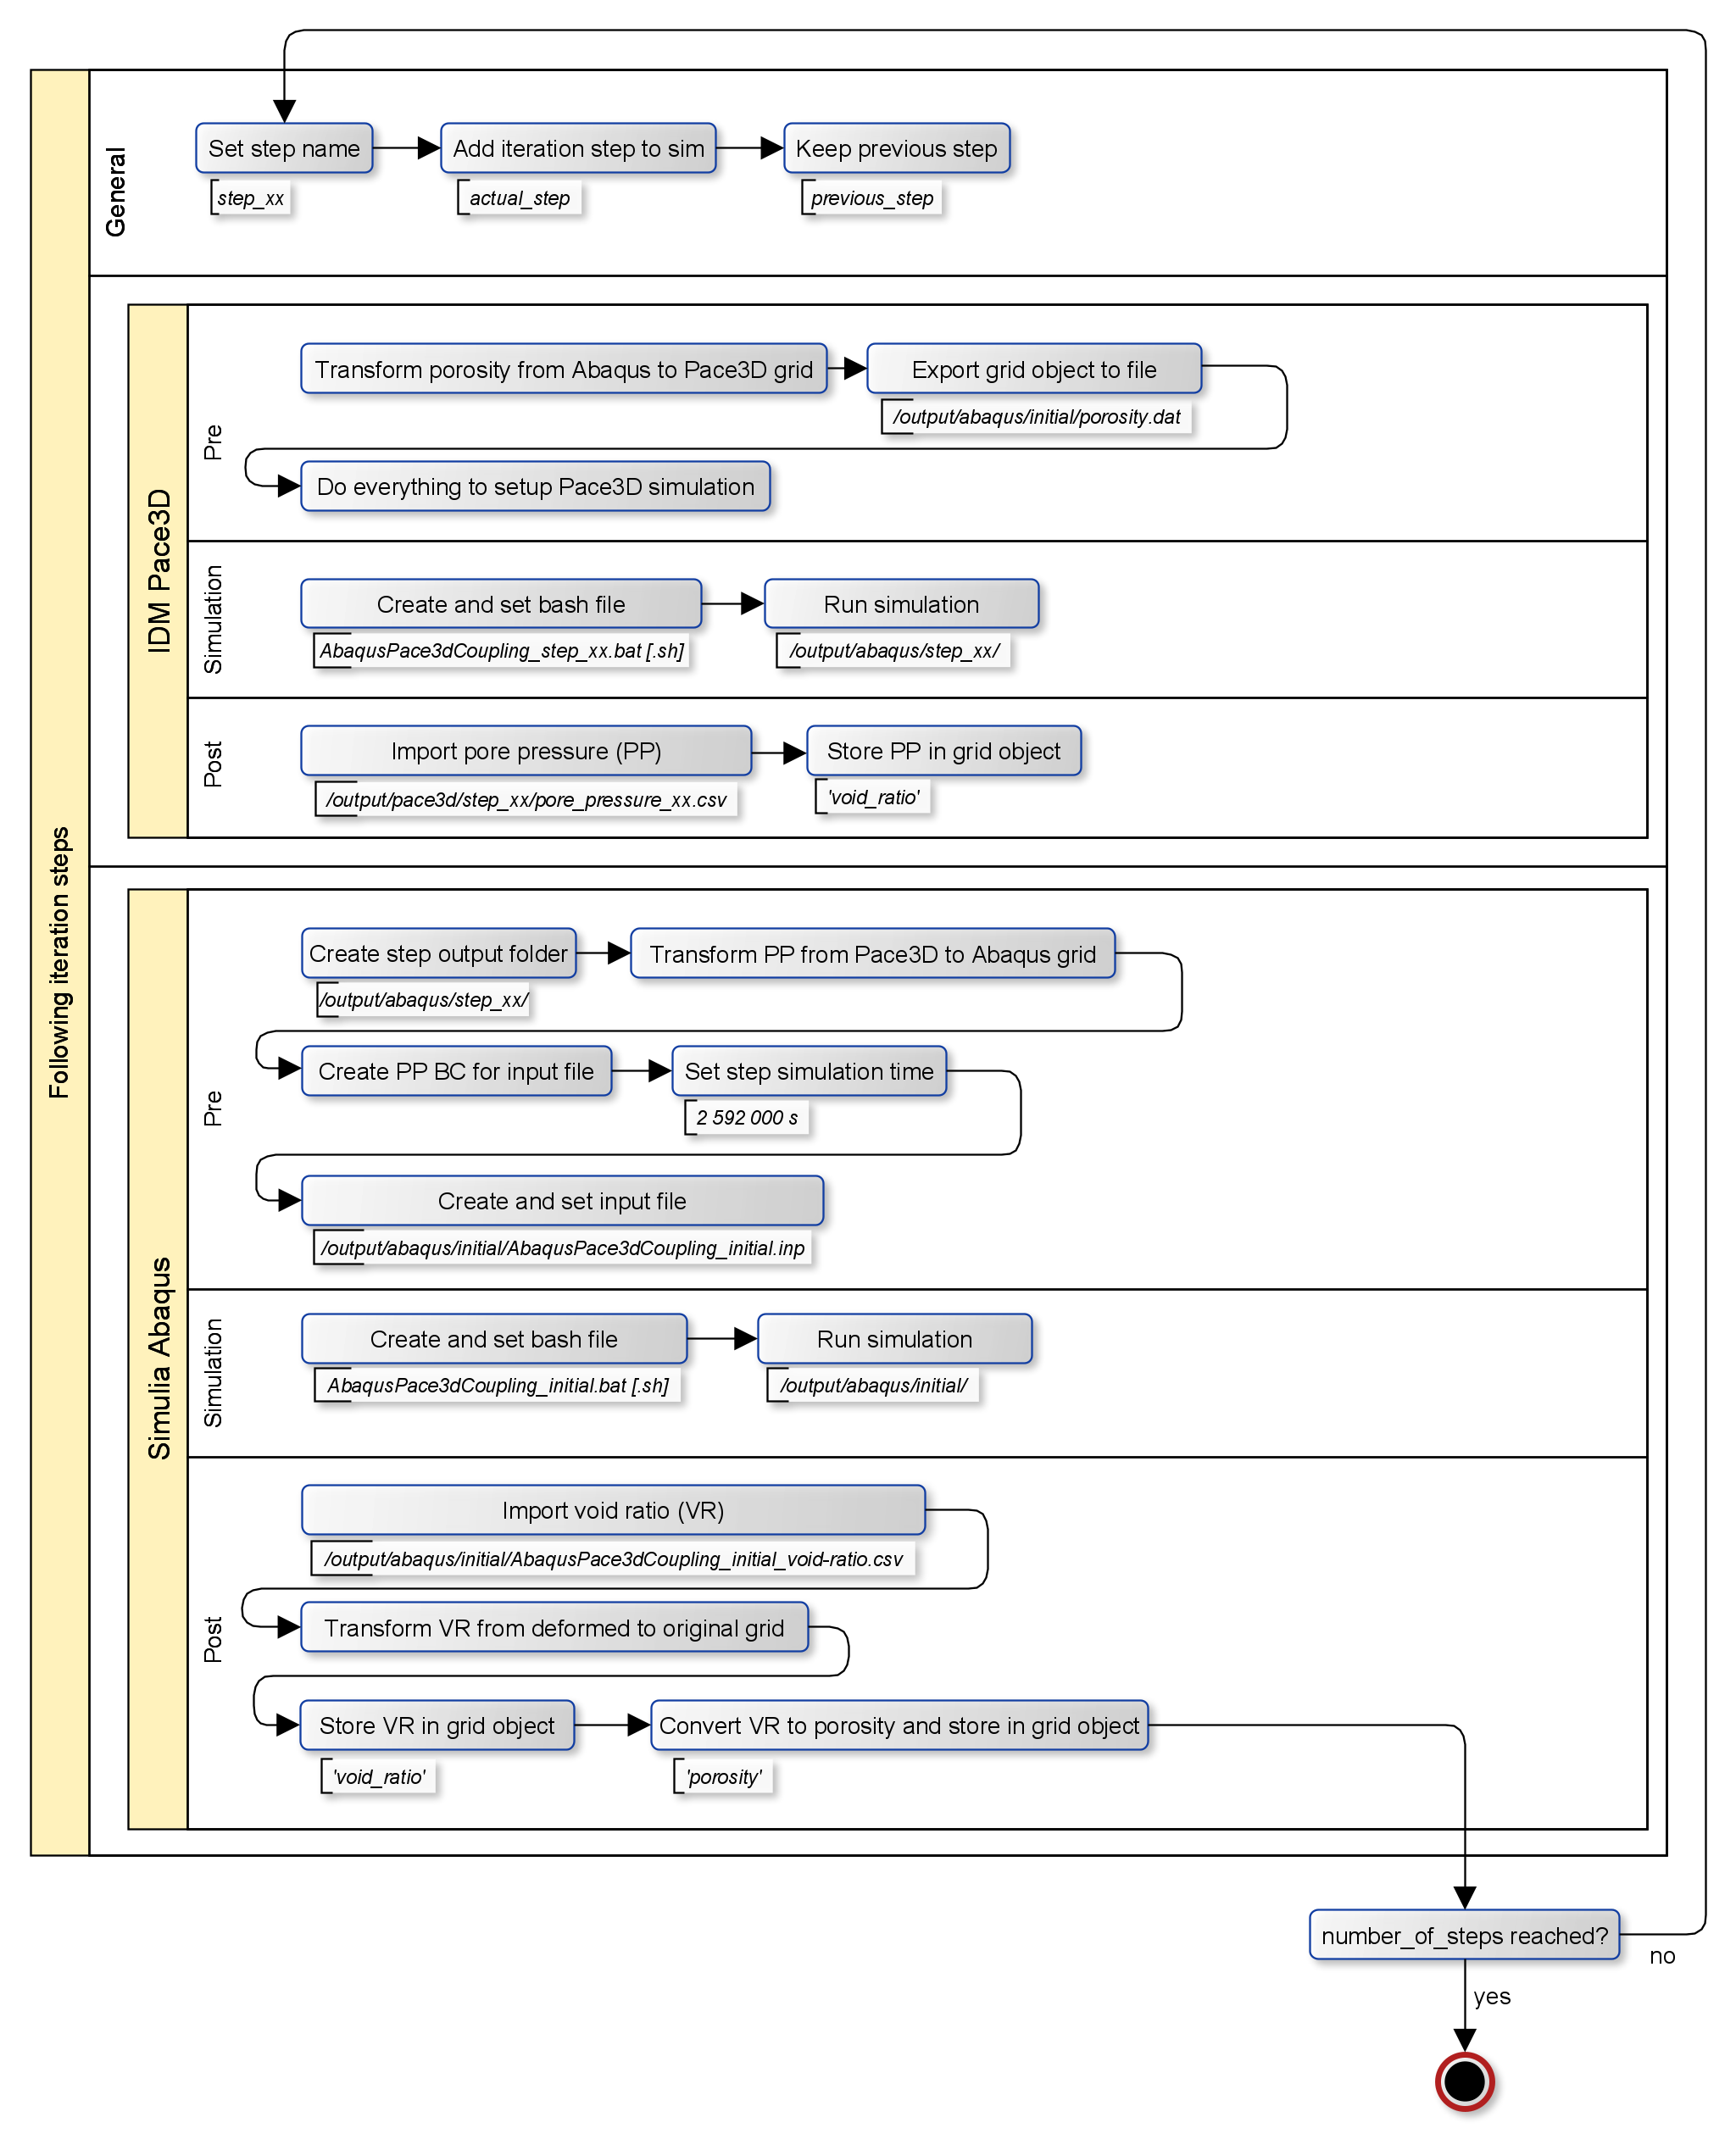 Following iteration steps
General
Set step name
step_xx
Add iteration step to sim
actual_step
Keep previous step
previous_step
IDM Pace3D
Pre
Transform porosity from Abaqus to Pace3D grid
Export grid object to file
/output/abaqus/initial/porosity.dat
Do everything to setup Pace3D simulation
Simulation
Create and set bash file
AbaqusPace3dCoupling_step_xx.bat [.sh]
Run simulation
/output/abaqus/step_xx/
Post
Import pore pressure (PP)
/output/pace3d/step_xx/pore_pressure_xx.csv
Store PP in grid object
'void_ratio'
Simulia Abaqus
Pre
Create step output folder
/output/abaqus/step_xx/
Transform PP from Pace3D to Abaqus grid
Create PP BC for input file
Set step simulation time
2 592 000 s
Create and set input file
/output/abaqus/initial/AbaqusPace3dCoupling_initial.inp
Simulation
Create and set bash file
AbaqusPace3dCoupling_initial.bat [.sh]
Run simulation
/output/abaqus/initial/
Post
Import void ratio (VR)
/output/abaqus/initial/AbaqusPace3dCoupling_initial_void-ratio.csv
Transform VR from deformed to original grid
Store VR in grid object
'void_ratio'
Convert VR to porosity and store in grid object
'porosity'
number_of_steps reached?
no
yes